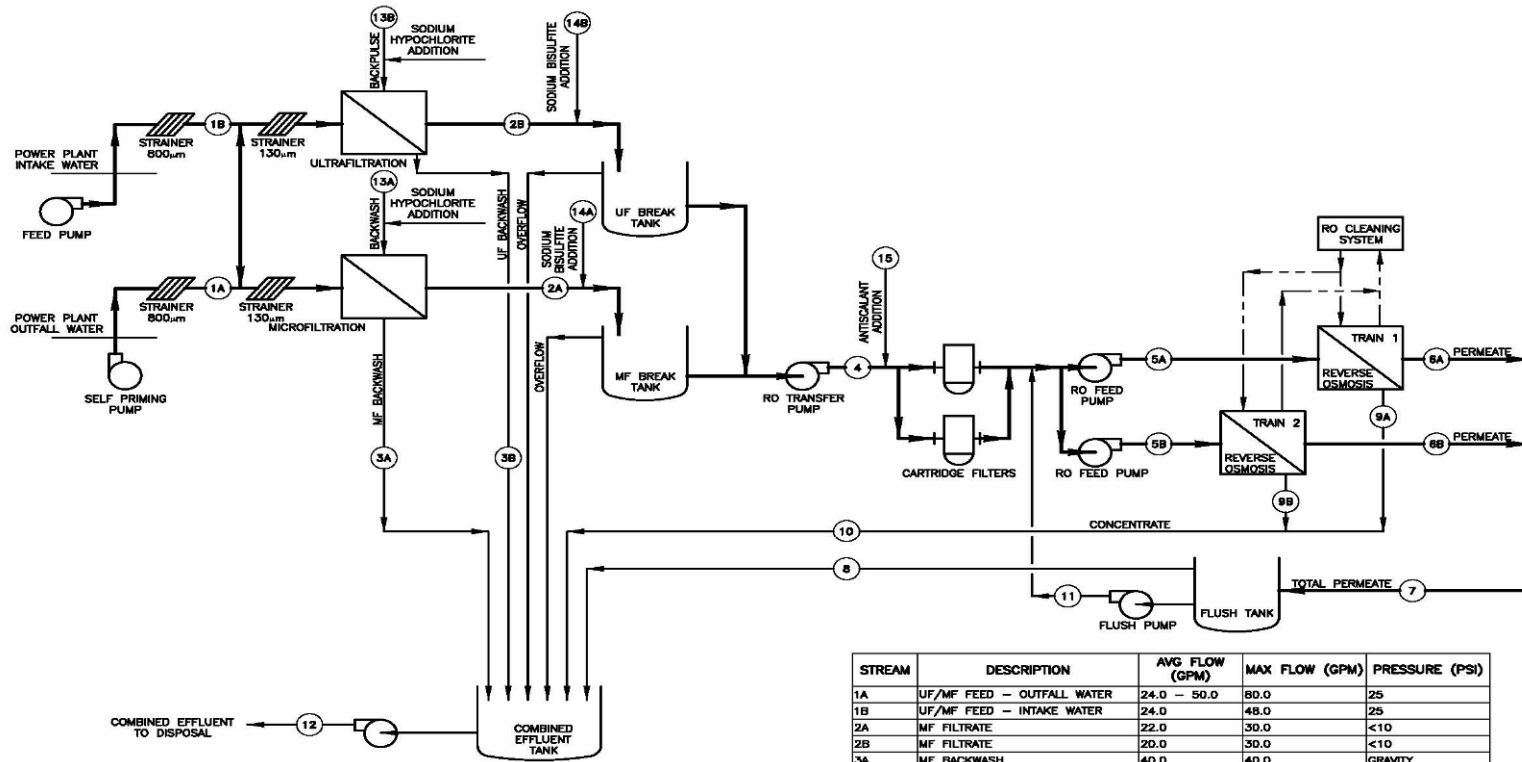 13B
SODIUM
HYPOCHLORITE
ADDITION
BACKPULSE
14B
SODIUM BISULFITE
ADDITION
1B
2B
STRAINER
800µm
STRAINER
130µm
ULTRAFILTRATION
POWER PLANT
INTAKE WATER
FEED PUMP
13A
SODIUM
HYPOCHLORITE
ADDITION
BACKWASH
UF BACKWASH
OVERFLOW
14A
SODIUM
BISULFITE
ADDITION
UF BREAK
TANK
1A
2A
STRAINER
800µm
STRAINER
130µm
MICROFILTRATION
POWER PLANT
OUTFALL WATER
SELF PRIMING
PUMP
MF BACKWASH
OVERFLOW
MF BREAK
TANK
RO TRANSFER
PUMP
4
15
ANTISCALANT
ADDITION
CARTRIDGE FILTERS
RO FEED
PUMP
RO FEED PUMP
5A
5B
RO CLEANING
SYSTEM
TRAIN 1
REVERSE
OSMOSIS
TRAIN 2
REVERSE
OSMOSIS
6A
PERMEATE
6B
PERMEATE
9A
9B
3A
3B
10
CONCENTRATE
8
11
FLUSH PUMP
FLUSH TANK
TOTAL PERMEATE
7
COMBINED EFFLUENT
TO DISPOSAL
12
COMBINED
EFFLUENT
TANK
STREAM DESCRIPTION AVG FLOW (GPM) MAX FLOW (GPM) PRESSURE (PSI)
1A UF/MF FEED – OUTFALL WATER 24.0 – 50.0 80.0 25
1B UF/MF FEED – INTAKE WATER 24.0 48.0 25
2A MF FILTRATE 22.0 30.0 <10
2B MF FILTRATE 20.0 30.0 <10
3A MF BACKWASH 40.0 40.0 GRAVITY